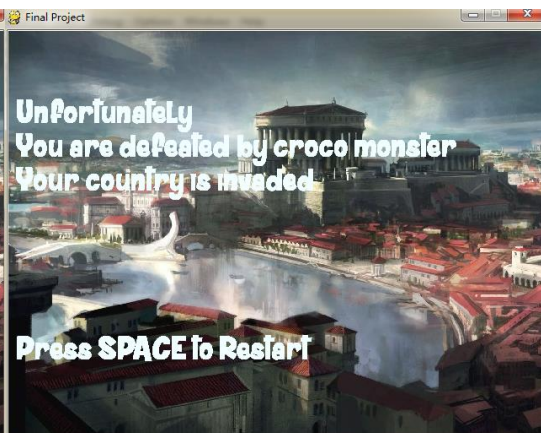 Final Project
Unfortunately
You are defeated by croco monster
Your country is invaded
Press SPACE to Restart